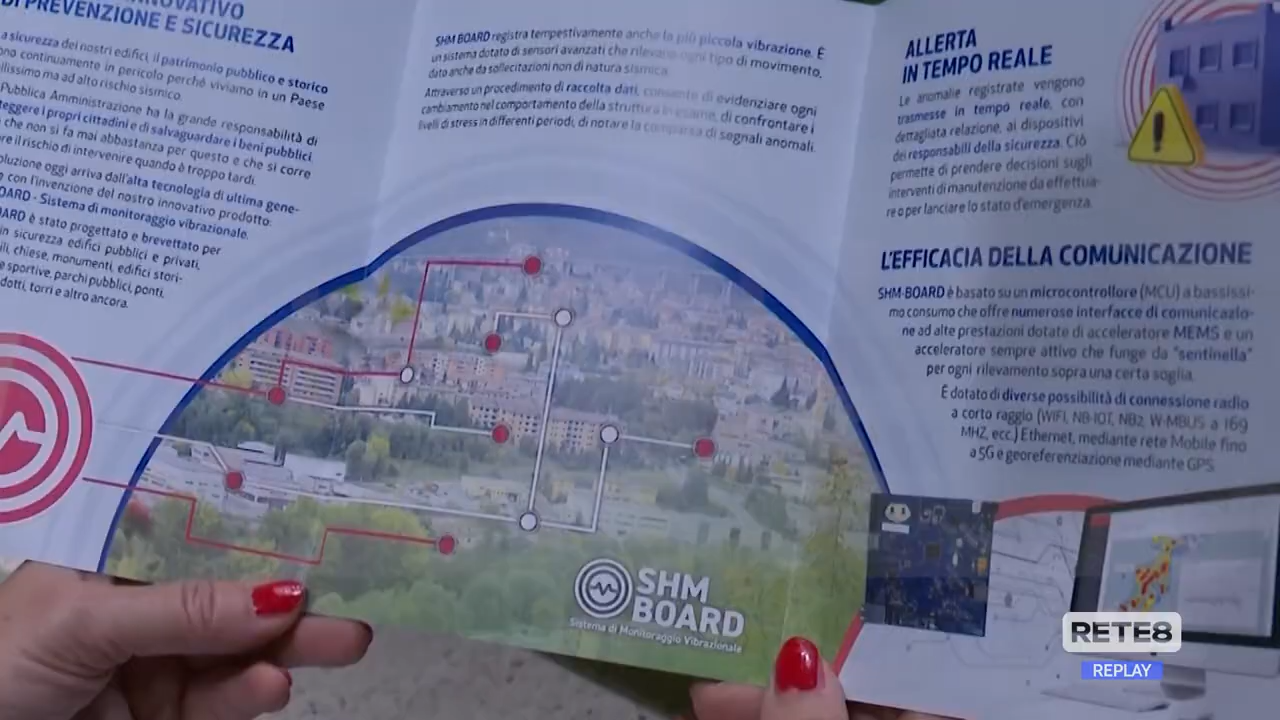 NNOVATIVO
DI PREVENZIONE E SICUREZZA
a sicurezza dei nostri edifici, il patrimonio pubblico e storico
no continuamente in pericolo perché viviamo in un Paese
llissimo ma ad alto rischio sismico.
Pubblica Amministrazione ha la grande responsabilità di
teggere i propri cittadini e di salvaguardare i beni pubblici.
che non si fa mai abbastanza per questo e che si corre
re il rischio di intervenire quando è troppo tardi.
oluzione oggi arriva dall'alta tecnologia di ultima gene-
e con l'invenzione del nostro innovativo prodotto:
OARD - Sistema di monitoraggio vibrazionale.
OARD è stato progettato e brevettato per
in sicurezza edifici pubblici e privati,
ili, chiese, monumenti, edifici stori-
e sportive, parchi pubblici, ponti,
dotti, torri e altro ancora.
SHM BOARD registra tempestivamente anche la più piccola vibrazione. È
un sistema dotato di sensori avanzati che rilevano ogni tipo di movimento,
dato anche da sollecitazioni non di natura sismica.
Attraverso un procedimento di raccolta dati, consente di evidenziare ogni
cambiamento nel comportamento della struttura in esame, di confrontare i
livelli di stress in differenti periodi, di notare la comparsa di segnali anomali.
SHM
BOARD
Sistema di Monitoraggio Vibrazionale
ALLERTA
IN TEMPO REALE
Le anomalie registrate vengono
trasmesse in tempo reale, con
dettagliata relazione, ai dispositivi
dei responsabili della sicurezza. Ciò
permette di prendere decisioni sugli
interventi di manutenzione da effettua-
re o per lanciare lo stato d'emergenza.
L'EFFICACIA DELLA COMUNICAZIONE
SHM-BOARD è basato su un microcontrollore (MCU) a bassissi-
mo consumo che offre numerose interfacce di comunicazio-
ne ad alte prestazioni dotate di acceleratore MEMS e un
acceleratore sempre attivo che funge da "sentinella"
per ogni rilevamento sopra una certa soglia.
È dotato di diverse possibilità di connessione radio
a corto raggio (WIFI, NB-IOT, NB2, W-MBUS a 169
MHZ, ecc.) Ethernet, mediante rete Mobile fino
a 5G e georeferenziazione mediante GPS.
RETE8
REPLAY